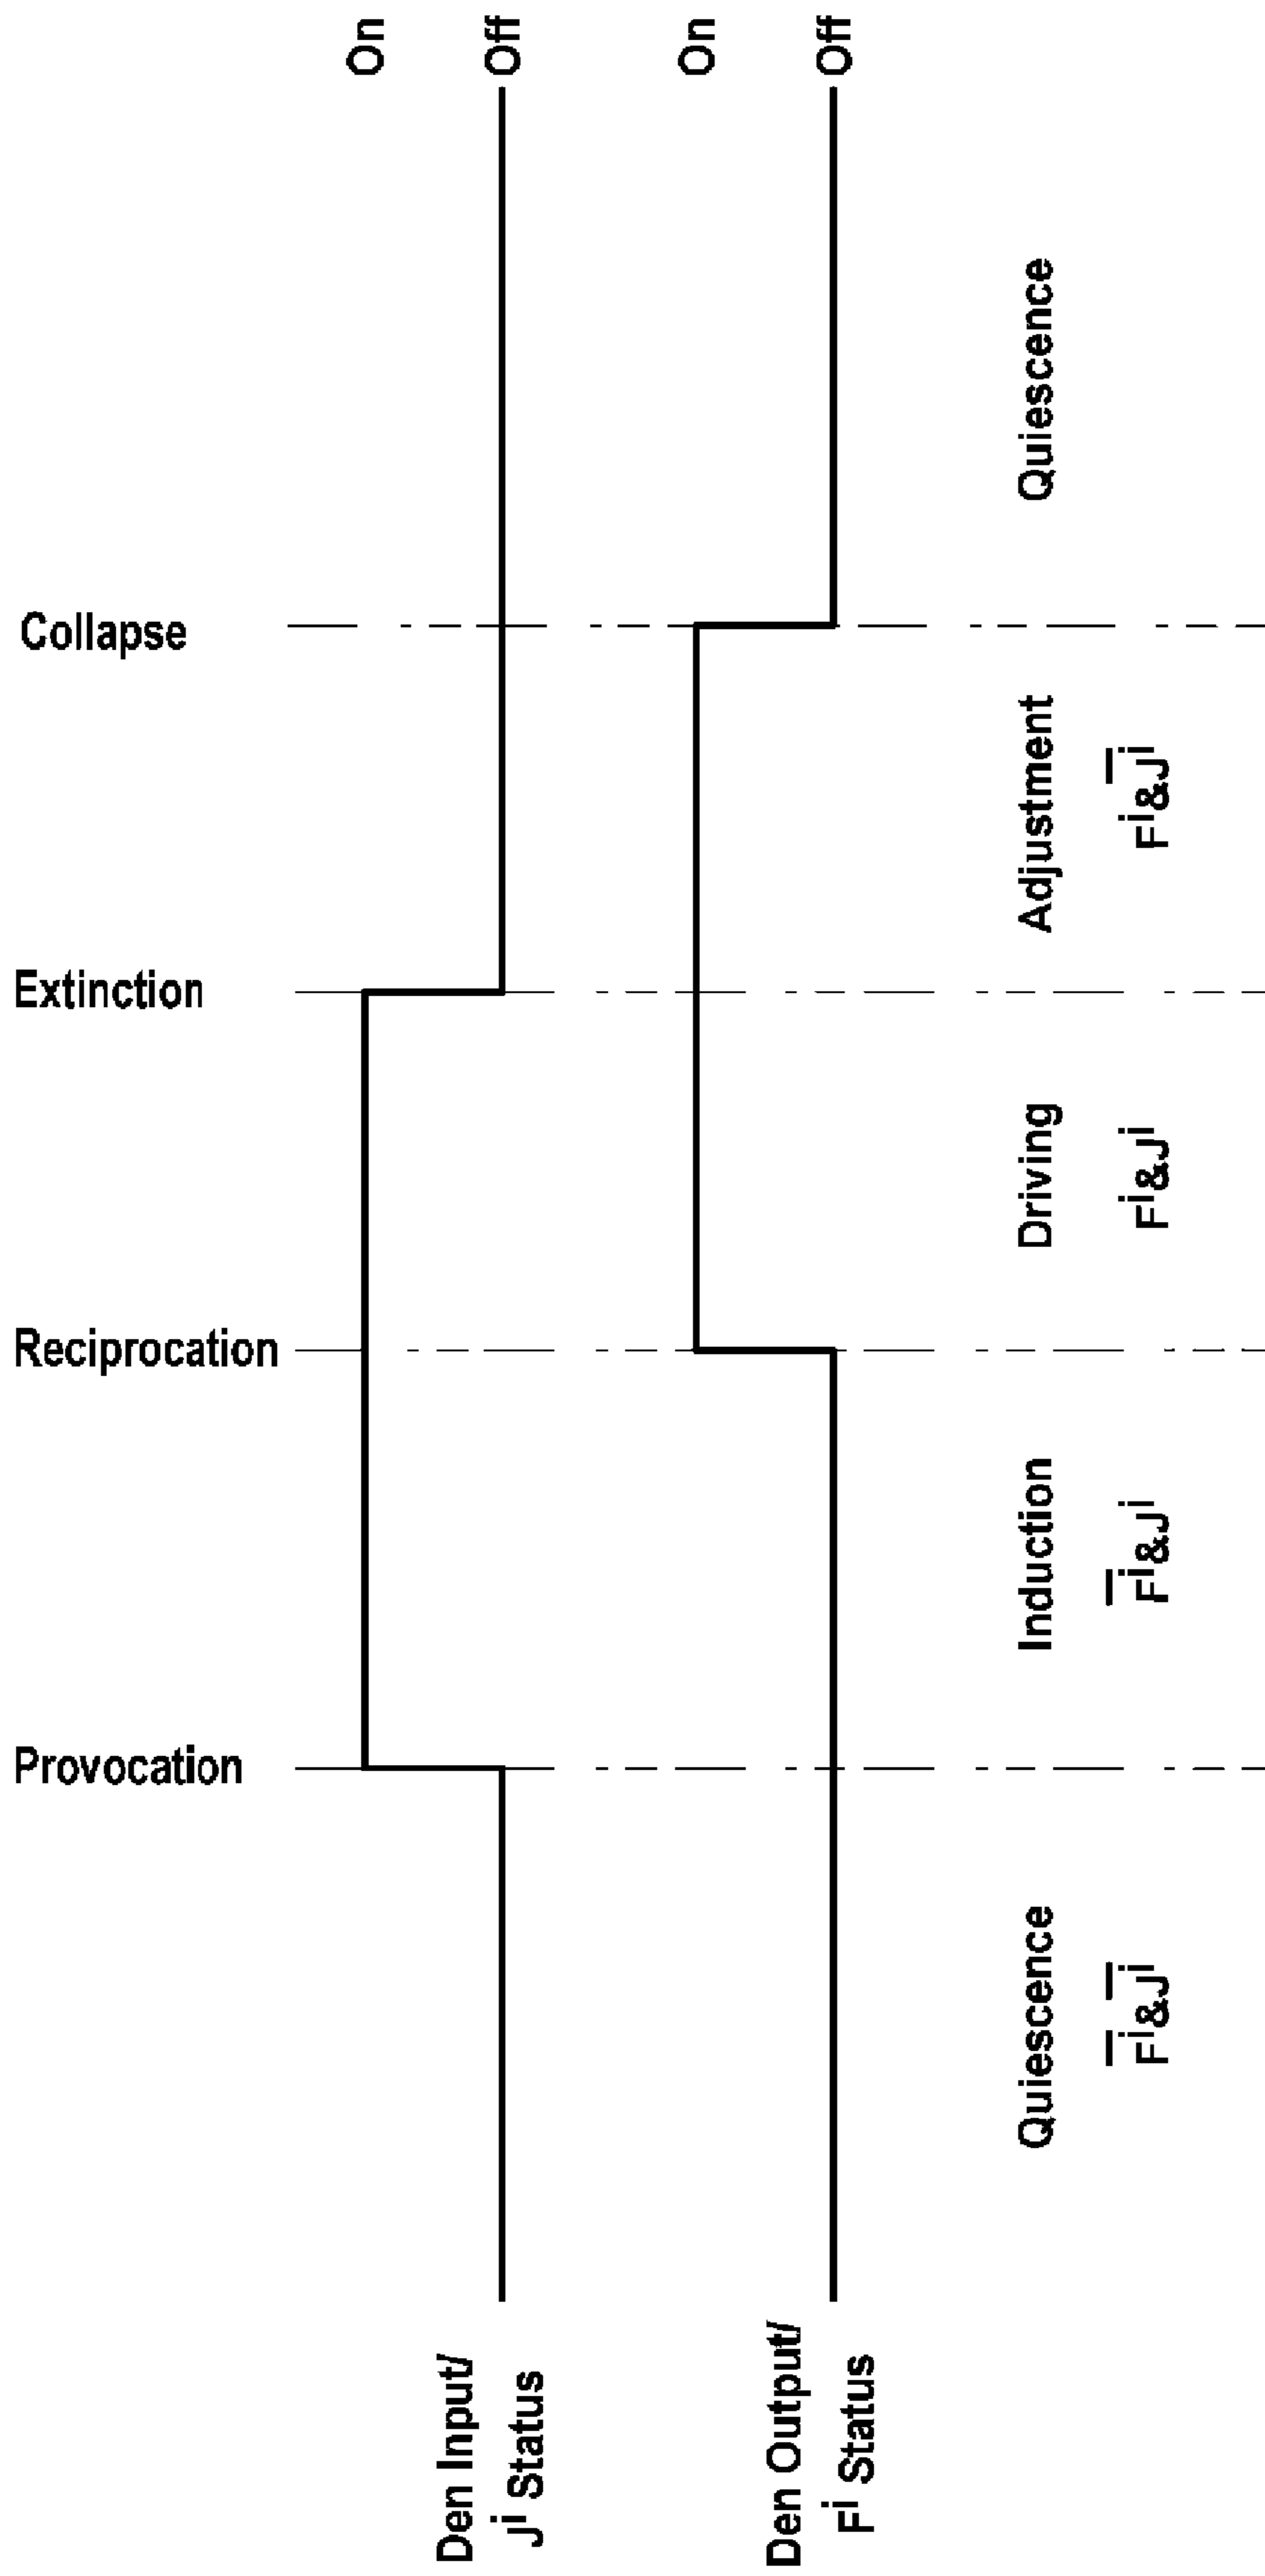 Provocation
Reciprocation
Extinction
Collapse
On
Den Input/
Jⁱ Status
Off
On
Den Output/
Fⁱ Status
Off
Quiescence
Induction
Driving
Adjustment
Quiescence
F̅ⁱ&J̅ⁱ
F̅ⁱ&Jⁱ
Fⁱ&Jⁱ
Fⁱ&J̅ⁱ